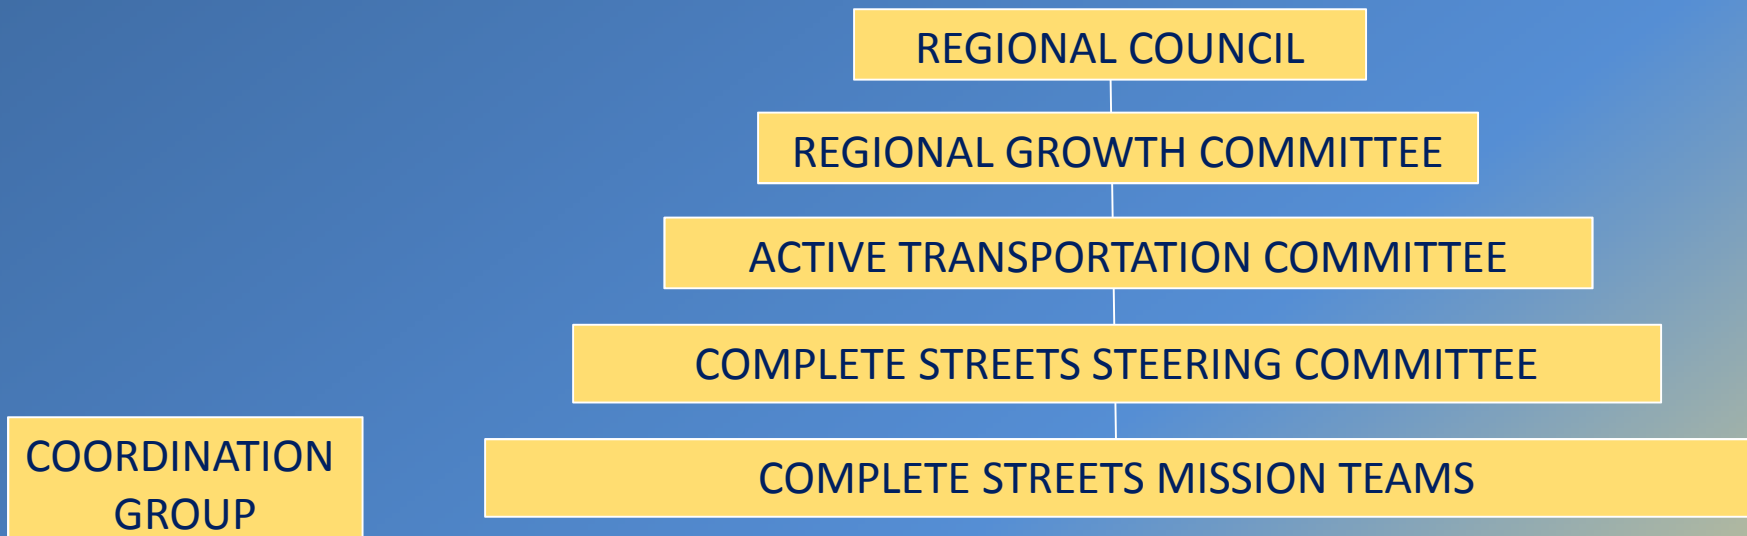 REGIONAL COUNCIL
REGIONAL GROWTH COMMITTEE
ACTIVE TRANSPORTATION COMMITTEE
COMPLETE STREETS STEERING COMMITTEE
COMPLETE STREETS MISSION TEAMS
COORDINATION
GROUP